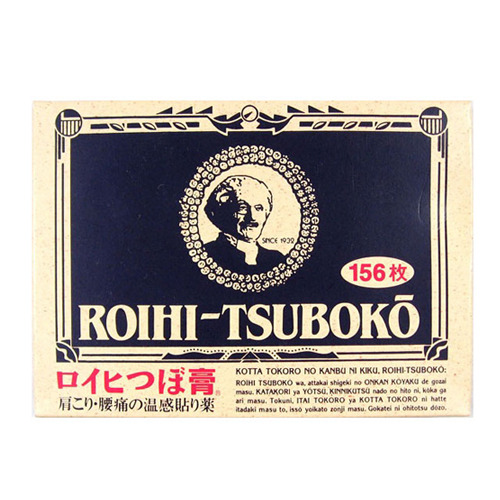 SINCE 1932
156枚
ROIHI-TSUBOKŌ
ロイヒつぼ膏®
肩こり・腰痛の温感貼り薬
KOTTA TOKORO NO KANBU NI KIKU, ROIHI-TSUBOKŌ:
ROIHI TSUBOKŌ wa, attakai shigeki no ONKAN KŌYAKU de gozai
masu. KATAKORI ya YŌTSŪ, KINNIKUTSŪ nado no hito ni, kōka ga
ari masu. Tokuni, ITAI TOKORO ya KOTTA TOKORO ni hatte
itadaki masu to, issō yoikato zonji masu. Gokatei ni ohitotsu dōzo.